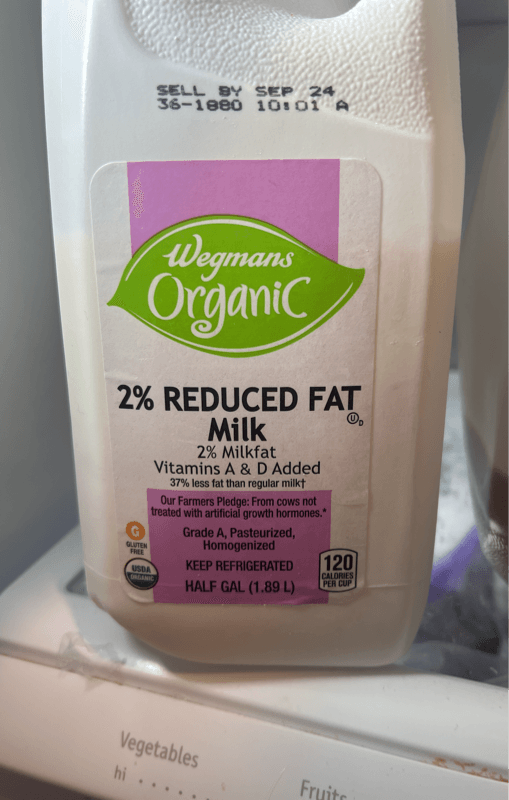 SELL BY SEP 24
36-1880 10:01 A
Wegmans
Organic
2% REDUCED FAT
Milk
2% Milkfat
Vitamins A & D Added
37% less fat than regular milk†
Our Farmers Pledge: From cows not
treated with artificial growth hormones.*
Grade A, Pasteurized,
Homogenized
KEEP REFRIGERATED
HALF GAL (1.89 L)
G
GLUTEN
FREE
USDA
ORGANIC
120
CALORIES
PER CUP
U D
Vegetables
hi
Fruits